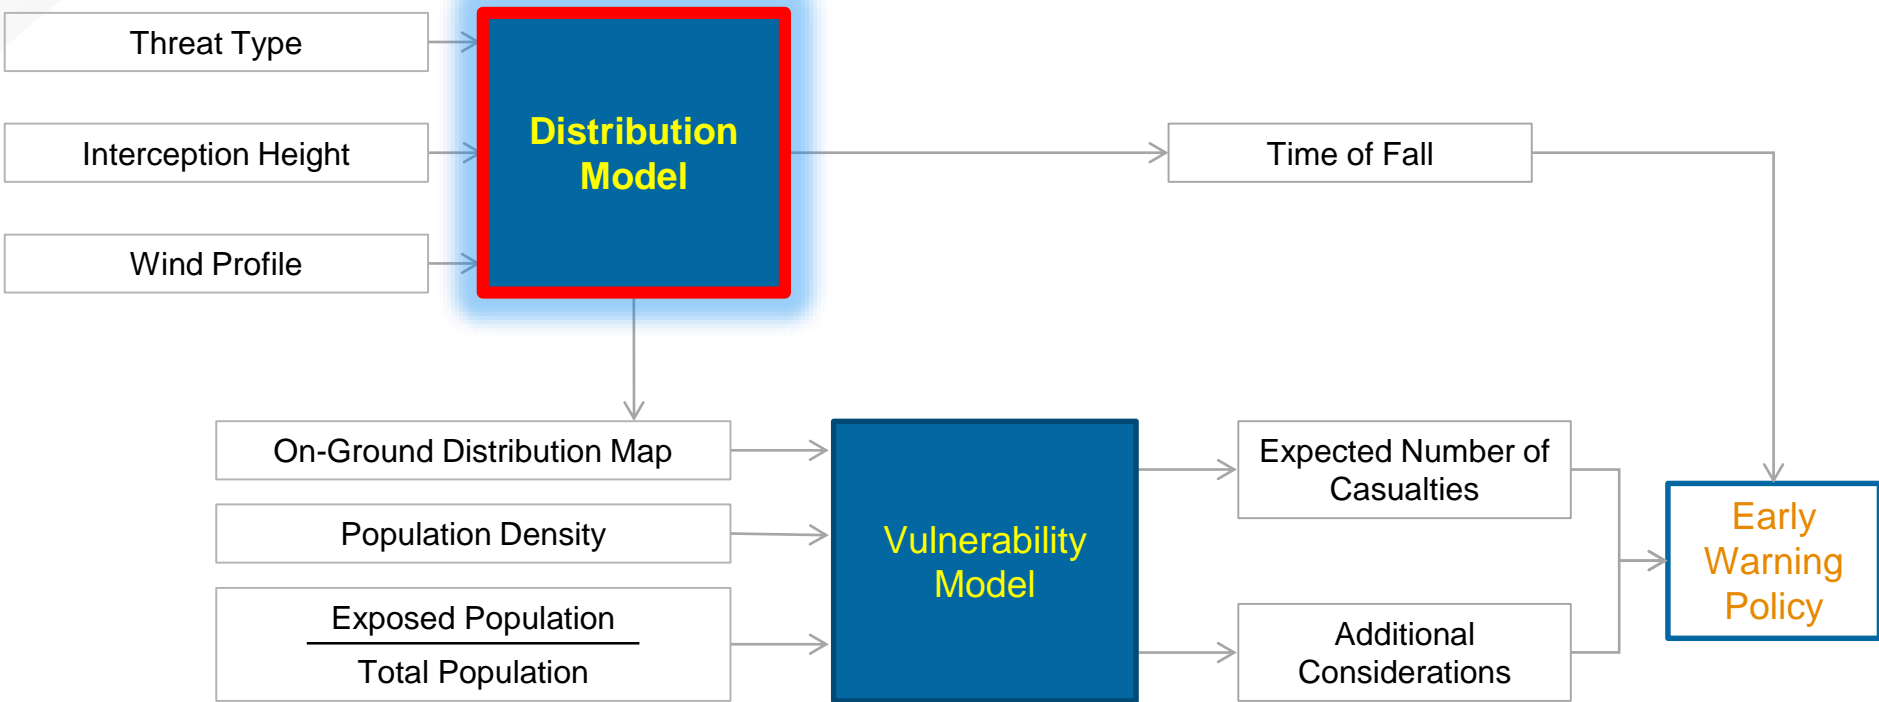 Threat Type
Interception Height
Wind Profile
Distribution
Model
Time of Fall
On-Ground Distribution Map
Population Density
Exposed Population
Total Population
Vulnerability
Model
Expected Number of
Casualties
Additional
Considerations
Early
Warning
Policy